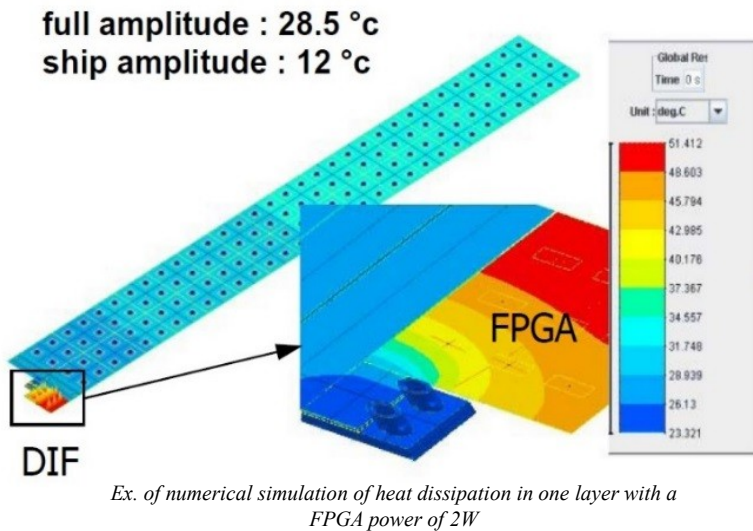 full amplitude : 28.5 °c
ship amplitude : 12 °c
Global Res
Time 0 s
Unit : deg.C
51.412
48.603
45.794
42.985
40.176
37.367
34.557
31.748
28.939
26.13
23.321
FPGA
DIF
Ex. of numerical simulation of heat dissipation in one layer with a
FPGA power of 2W